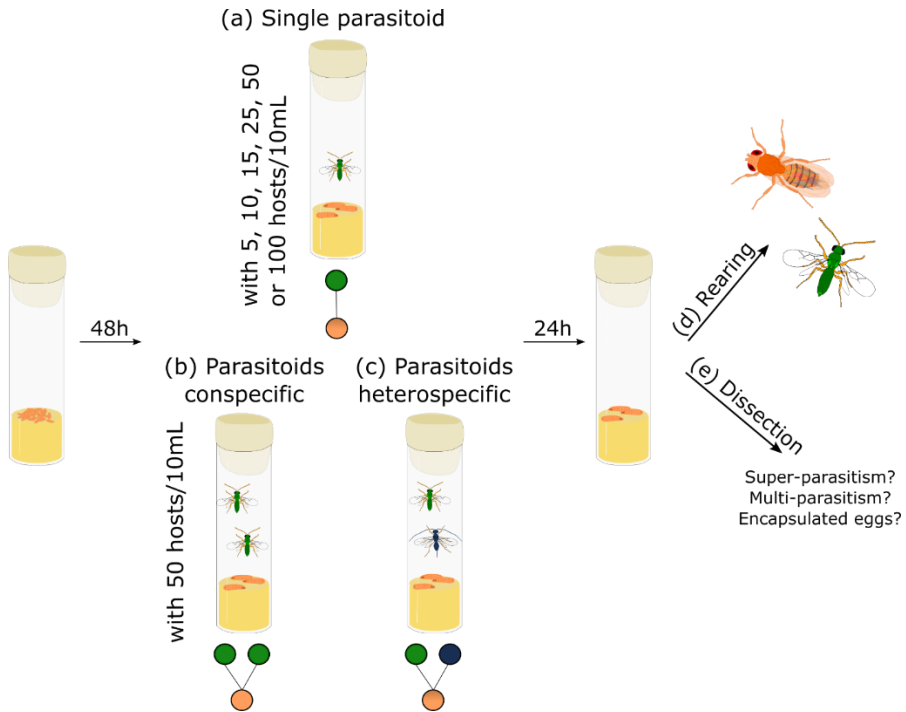 (a) Single parasitoid
with 5, 10, 15, 25, 50
or 100 hosts/10mL
48h
(b) Parasitoids
conspecific
with 50 hosts/10mL
(c) Parasitoids
heterospecific
24h
(d) Rearing
(e) Dissection
Super-parasitism?
Multi-parasitism?
Encapsulated eggs?